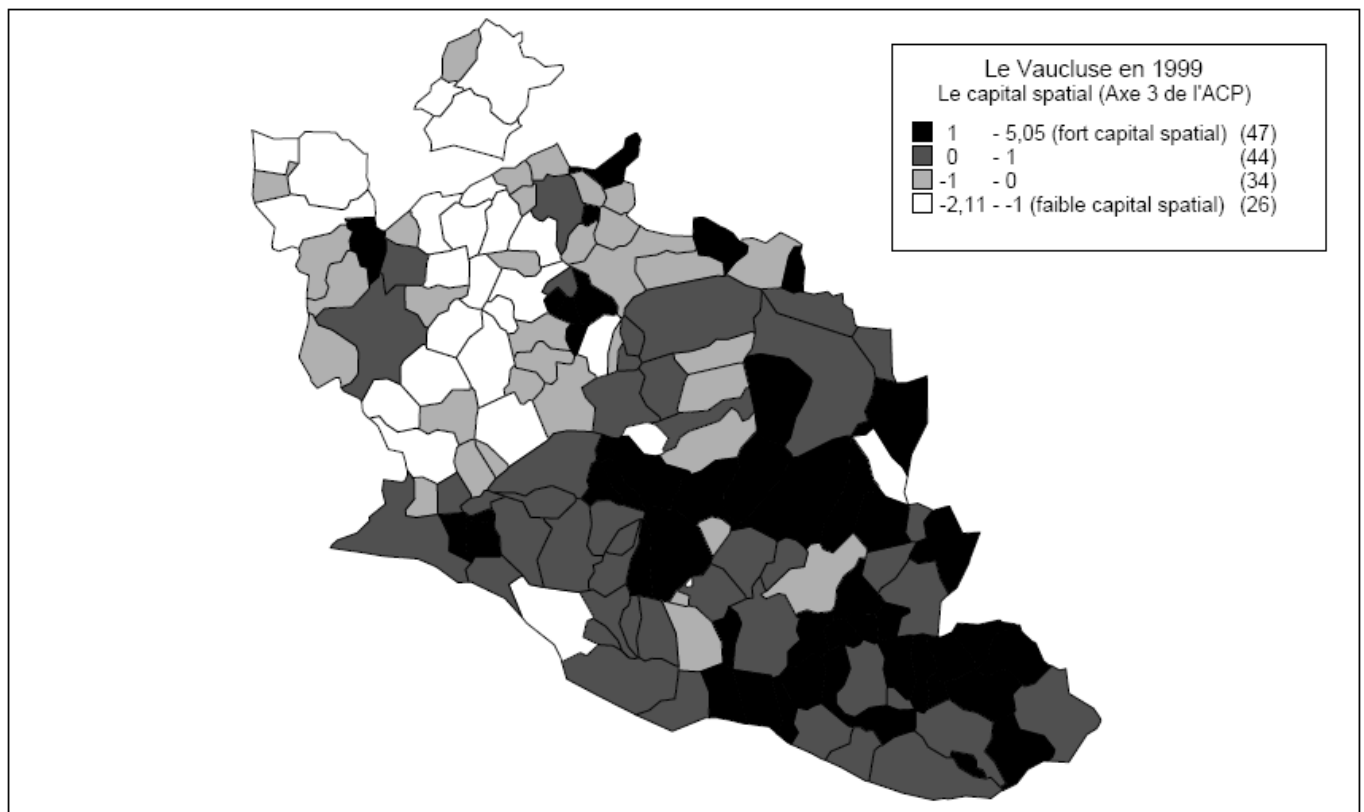 Le Vaucluse en 1999
Le capital spatial (Axe 3 de l'ACP)
1 - 5,05 (fort capital spatial) (47)
0 - 1 (44)
-1 - 0 (34)
-2,11 - -1 (faible capital spatial) (26)